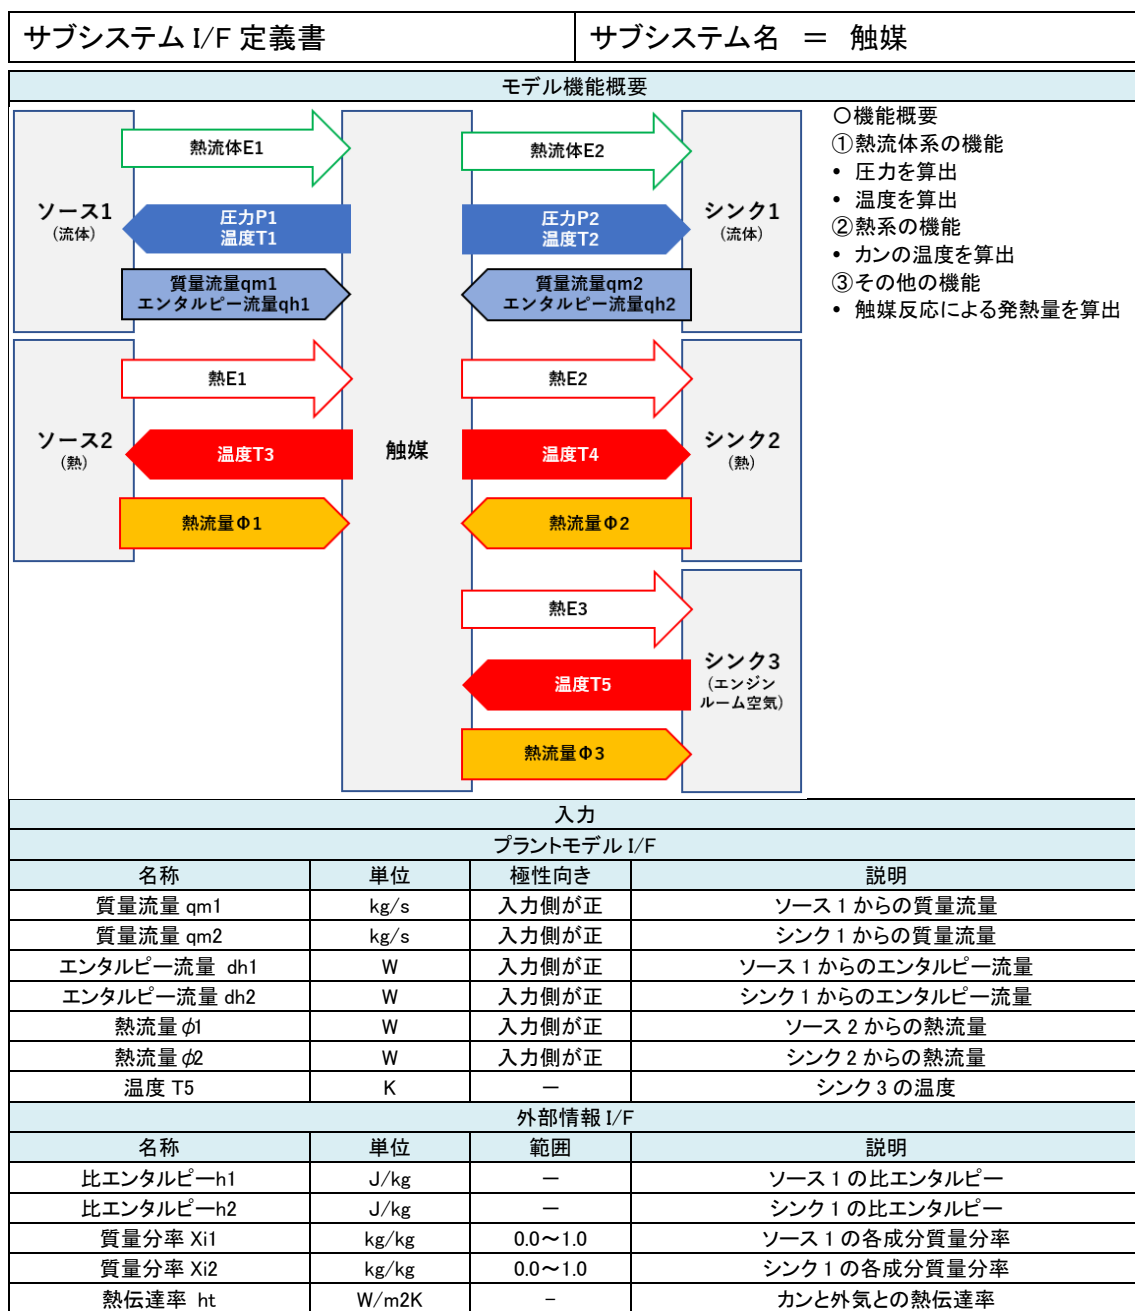 サブシステム I/F 定義書
サブシステム名 = 触媒
モデル機能概要
熱流体E1
熱流体E2
ソース1
(流体)
圧力P1
温度T1
圧力P2
温度T2
シンク1
(流体)
質量流量qm1
エンタルピー流量qh1
質量流量qm2
エンタルピー流量qh2
○機能概要
①熱流体系の機能
• 圧力を算出
• 温度を算出
②熱系の機能
• カンの温度を算出
③その他の機能
• 触媒反応による発熱量を算出
熱E1
熱E2
ソース2
(熱)
温度T3
触媒
温度T4
シンク2
(熱)
熱流量Φ1
熱流量Φ2
熱E3
温度T5
シンク3
(エンジン
ルーム空気)
熱流量Φ3
入力
プラントモデル I/F
名称 単位 極性向き 説明
質量流量 qm1 kg/s 入力側が正 ソース 1 からの質量流量
質量流量 qm2 kg/s 入力側が正 シンク 1 からの質量流量
エンタルピー流量 dh1 W 入力側が正 ソース 1 からのエンタルピー流量
エンタルピー流量 dh2 W 入力側が正 シンク 1 からのエンタルピー流量
熱流量 φ1 W 入力側が正 ソース 2 からの熱流量
熱流量 φ2 W 入力側が正 シンク 2 からの熱流量
温度 T5 K － シンク 3 の温度
外部情報 I/F
名称 単位 範囲 説明
比エンタルピーh1 J/kg － ソース 1 の比エンタルピー
比エンタルピーh2 J/kg － シンク 1 の比エンタルピー
質量分率 Xi1 kg/kg 0.0～1.0 ソース 1 の各成分質量分率
質量分率 Xi2 kg/kg 0.0～1.0 シンク 1 の各成分質量分率
熱伝達率 ht W/m2K - カンと外気との熱伝達率